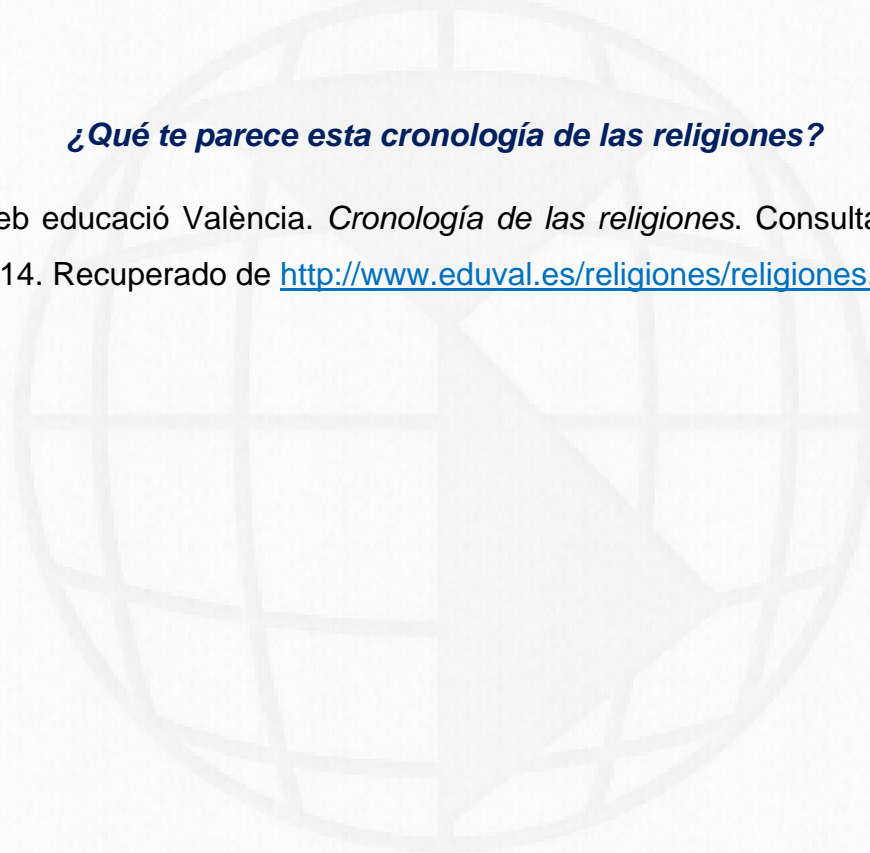 ¿Qué te parece esta cronología de las religiones?
eb educació València. Cronología de las religiones. Consulta
14. Recuperado de http://www.eduval.es/religiones/religiones.